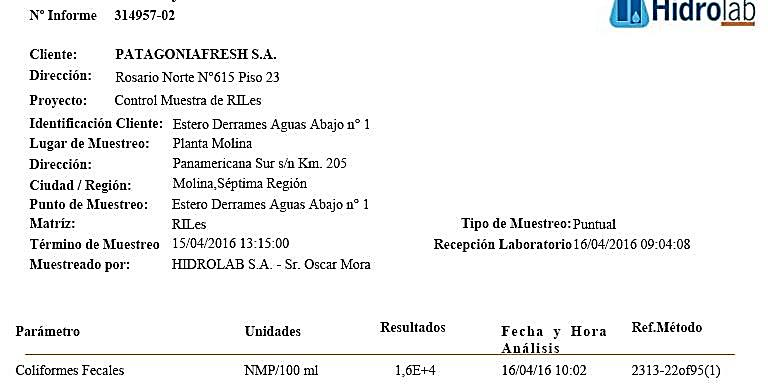 Nº Informe 314957-02
Hidrolab
Cliente: PATAGONIAFRESH S.A.
Dirección: Rosario Norte Nº615 Piso 23
Proyecto: Control Muestra de RILes
Identificación Cliente: Estero Derrames Aguas Abajo nº 1
Lugar de Muestreo: Planta Molina
Dirección: Panamericana Sur s/n Km. 205
Ciudad / Región: Molina,Séptima Región
Punto de Muestreo: Estero Derrames Aguas Abajo nº 1
Matríz: RILes Tipo de Muestreo: Puntual
Término de Muestreo 15/04/2016 13:15:00 Recepción Laboratorio 16/04/2016 09:04:08
Muestreado por: HIDROLAB S.A. - Sr. Oscar Mora
Parámetro Unidades Resultados Fecha y Hora Análisis Ref.Método
Coliformes Fecales NMP/100 ml 1,6E+4 16/04/16 10:02 2313-22of95(1)